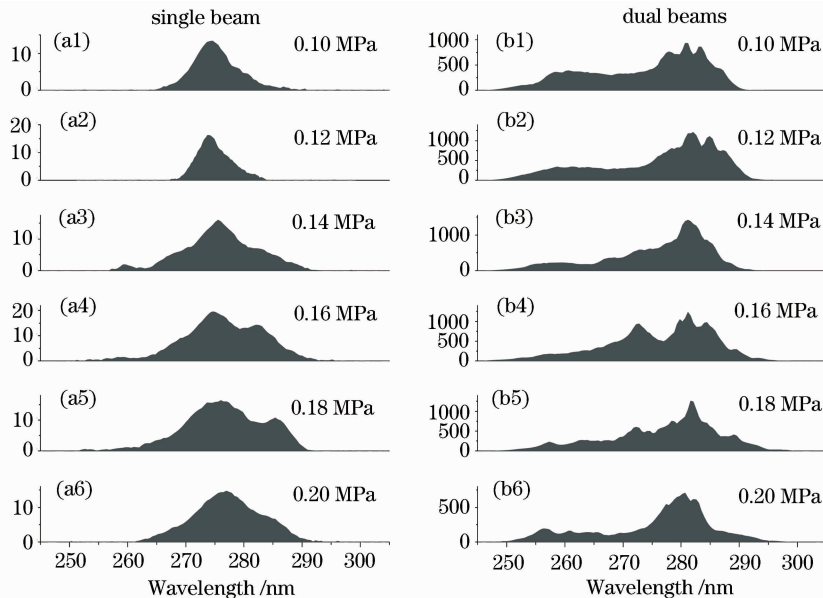 single beam
dual beams
(a1) 0.10 MPa
10
0
(b1) 0.10 MPa
1000
500
0
(a2) 0.12 MPa
20
10
0
(b2) 0.12 MPa
1000
500
0
(a3) 0.14 MPa
10
0
(b3) 0.14 MPa
1000
0
(a4) 0.16 MPa
20
10
0
(b4) 0.16 MPa
1000
500
0
(a5) 0.18 MPa
10
0
(b5) 0.18 MPa
1000
500
0
(a6) 0.20 MPa
10
0
(b6) 0.20 MPa
500
0
250 260 270 280 290 300
250 260 270 280 290 300
Wavelength /nm
Wavelength /nm